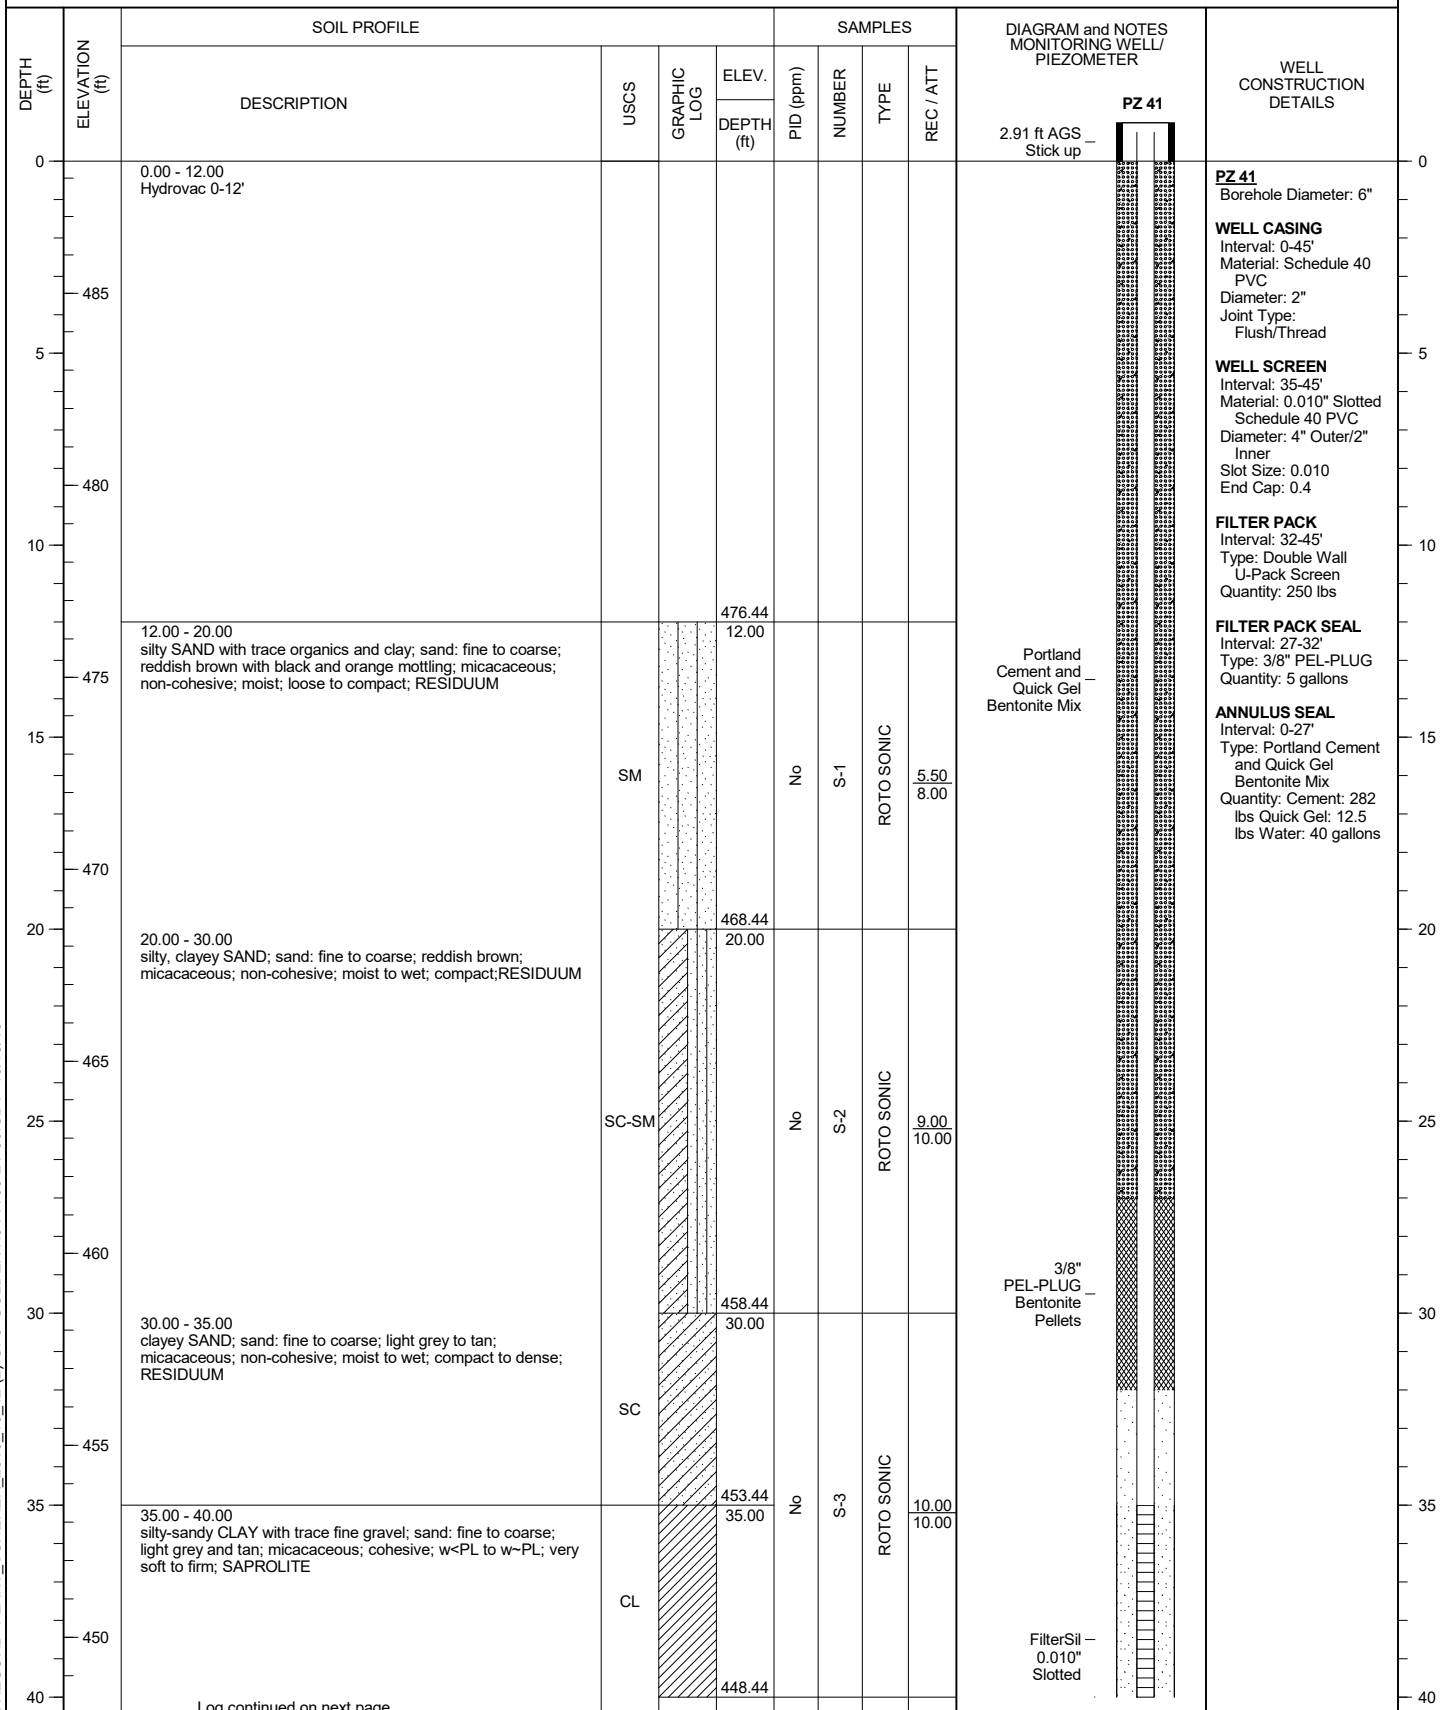 SOIL PROFILE
SAMPLES
DIAGRAM and NOTES
MONITORING WELL/
PIEZOMETER
WELL
CONSTRUCTION
DETAILS
DEPTH
(ft)
ELEVATION
(ft)
DESCRIPTION
USCS
GRAPHIC
LOG
ELEV.
DEPTH
(ft)
PID (ppm)
NUMBER
TYPE
REC / ATT
PZ 41
2.91 ft AGS
Stick up
0
0
0.00 - 12.00
Hydrovac 0-12'
485
5
5
480
10
10
476.44
12.00 - 20.00
silty SAND with trace organics and clay; sand: fine to coarse;
reddish brown with black and orange mottling; micacaceous;
non-cohesive; moist; loose to compact; RESIDUUM
12.00
475
15
15
SM
No
S-1
ROTO SONIC
5.50
8.00
470
468.44
20
20
20.00 - 30.00
silty, clayey SAND; sand: fine to coarse; reddish brown;
micacaceous; non-cohesive; moist to wet; compact;RESIDUUM
20.00
465
25
25
SC-SM
No
S-2
ROTO SONIC
9.00
10.00
460
458.44
30
30
30.00 - 35.00
clayey SAND; sand: fine to coarse; light grey to tan;
micacaceous; non-cohesive; moist to wet; compact to dense;
RESIDUUM
30.00
SC
455
453.44
35
35
35.00 - 40.00
silty-sandy CLAY with trace fine gravel; sand: fine to coarse;
light grey and tan; micacaceous; cohesive; w<PL to w~PL; very
soft to firm; SAPROLITE
35.00
No
S-3
ROTO SONIC
10.00
10.00
CL
450
448.44
40
40
Log continued on next page
Portland
Cement and
Quick Gel
Bentonite Mix
3/8"
PEL-PLUG
Bentonite
Pellets
FilterSil
0.010"
Slotted
PZ 41
Borehole Diameter: 6"
WELL CASING
Interval: 0-45'
Material: Schedule 40
PVC
Diameter: 2"
Joint Type:
Flush/Thread
WELL SCREEN
Interval: 35-45'
Material: 0.010" Slotted
Schedule 40 PVC
Diameter: 4" Outer/2"
Inner
Slot Size: 0.010
End Cap: 0.4
FILTER PACK
Interval: 32-45'
Type: Double Wall
U-Pack Screen
Quantity: 250 lbs
FILTER PACK SEAL
Interval: 27-32'
Type: 3/8" PEL-PLUG
Quantity: 5 gallons
ANNULUS SEAL
Interval: 0-27'
Type: Portland Cement
and Quick Gel
Bentonite Mix
Quantity: Cement: 282
lbs Quick Gel: 12.5
lbs Water: 40 gallons